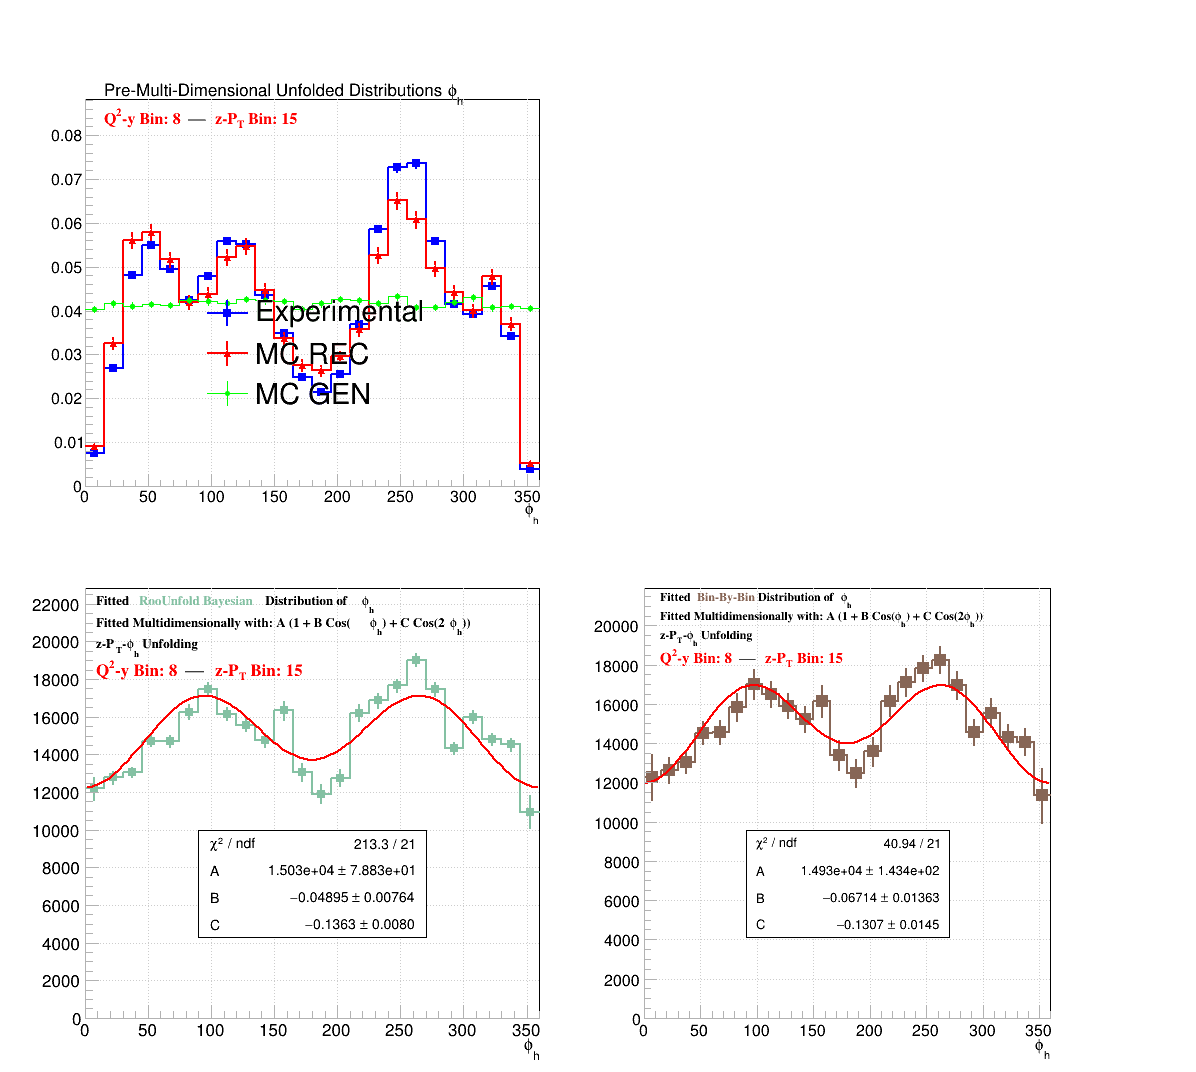 Pre-Multi-Dimensional Unfolded Distributions ϕh
Q²-y Bin: 8 — z-PT Bin: 15
0.08
0.07
0.06
0.05
0.04
0.03
0.02
0.01
0
Experimental
MC REC
MC GEN
0 50 100 150 200 250 300 350
ϕh
Fitted RooUnfold Bayesian Distribution of ϕh
Fitted Multidimensionally with: A (1 + B Cos( ϕh) + C Cos(2 ϕh))
z-PT-ϕh Unfolding
Q²-y Bin: 8 — z-PT Bin: 15
22000
20000
18000
16000
14000
12000
10000
8000
6000
4000
2000
0
χ² / ndf 213.3 / 21
A 1.503e+04 ± 7.883e+01
B −0.04895 ± 0.00764
C −0.1363 ± 0.0080
0 50 100 150 200 250 300 350
ϕh
Fitted Bin-By-Bin Distribution of ϕh
Fitted Multidimensionally with: A (1 + B Cos(ϕh) + C Cos(2ϕh))
z-PT-ϕh Unfolding
Q²-y Bin: 8 — z-PT Bin: 15
20000
18000
16000
14000
12000
10000
8000
6000
4000
2000
0
χ² / ndf 40.94 / 21
A 1.493e+04 ± 1.434e+02
B −0.06714 ± 0.01363
C −0.1307 ± 0.0145
0 50 100 150 200 250 300 350
ϕh